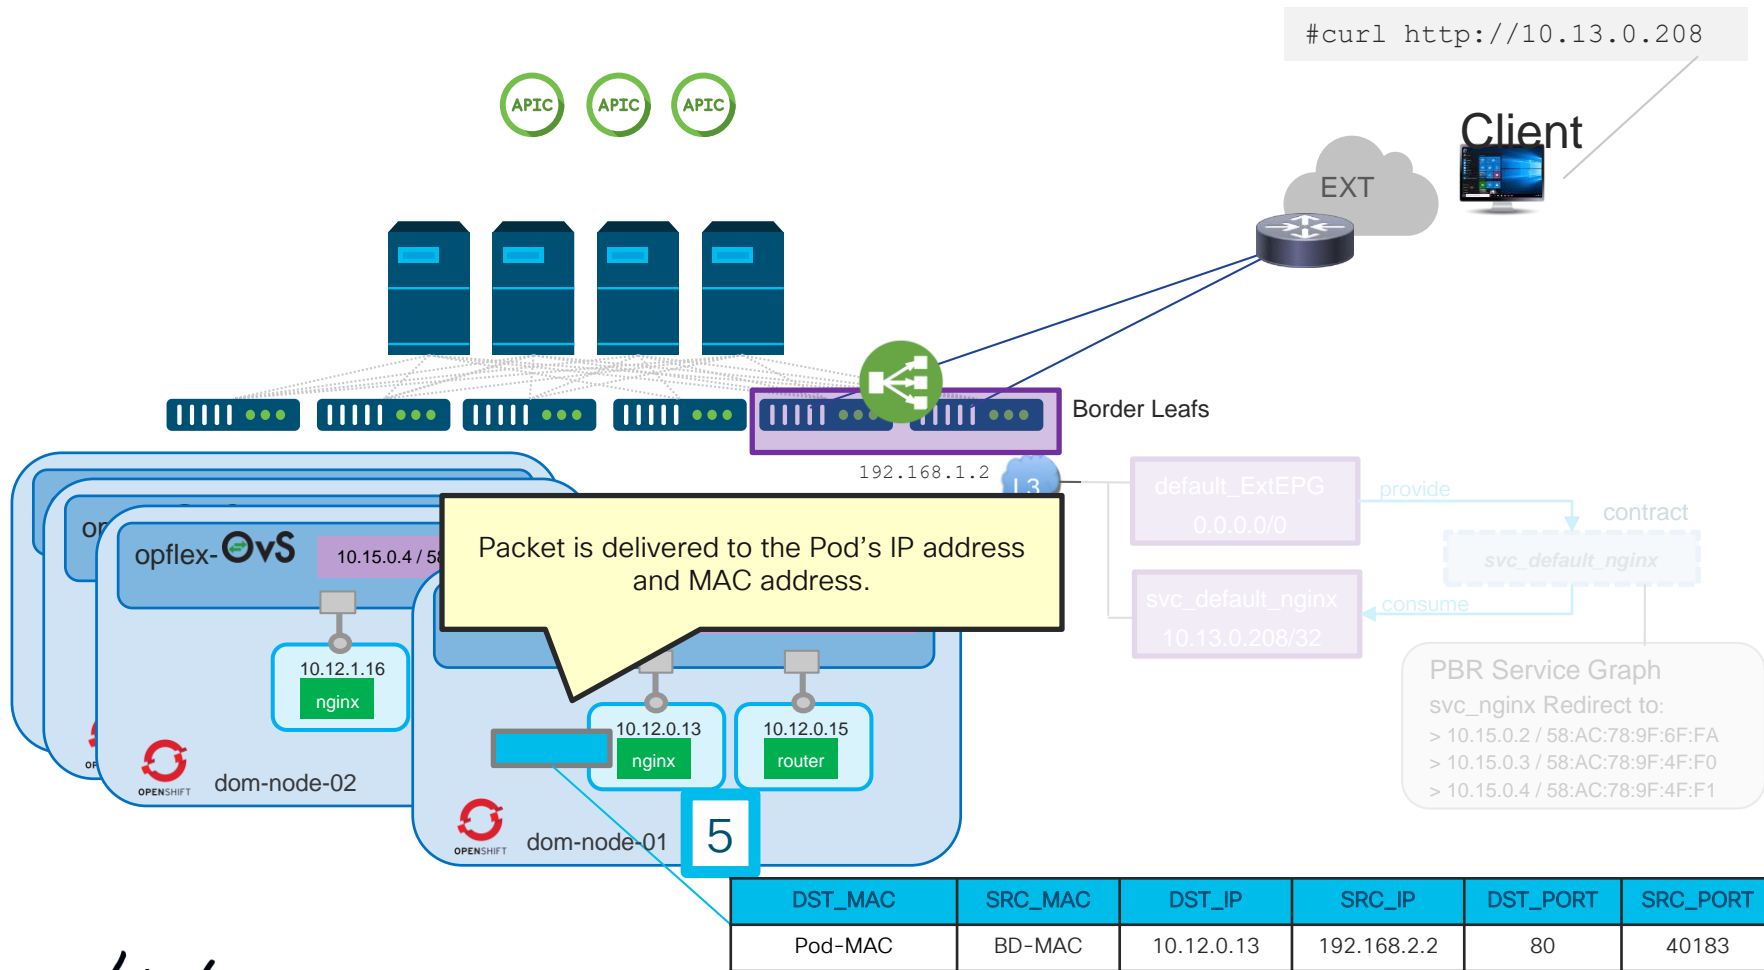 #curl http://10.13.0.208
APIC
APIC
APIC
Client
EXT
Border Leafs
192.168.1.2
L3
default_ExtEPG
0.0.0.0/0
provide
contract
svc_default_nginx
svc_default_nginx
10.13.0.208/32
consume
PBR Service Graph
svc_nginx Redirect to:
> 10.15.0.2 / 58:AC:78:9F:6F:FA
> 10.15.0.3 / 58:AC:78:9F:4F:F0
> 10.15.0.4 / 58:AC:78:9F:4F:F1
opflex-OvS
10.15.0.4 / 58
Packet is delivered to the Pod's IP address
and MAC address.
10.12.1.16
nginx
10.12.0.13
nginx
10.12.0.15
router
OPENSHIFT
dom-node-02
OPENSHIFT
dom-node-01
5
DST_MAC SRC_MAC DST_IP SRC_IP DST_PORT SRC_PORT
Pod-MAC BD-MAC 10.12.0.13 192.168.2.2 80 40183